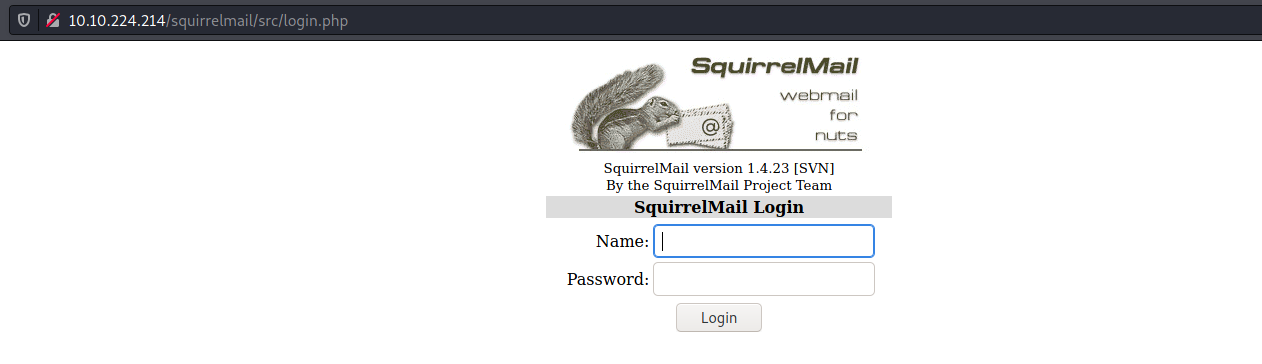 10.10.224.214/squirrelmail/src/login.php
SquirrelMail
webmail
for
nuts
@
SquirrelMail version 1.4.23 [SVN]
By the SquirrelMail Project Team
SquirrelMail Login
Name:
Password:
Login